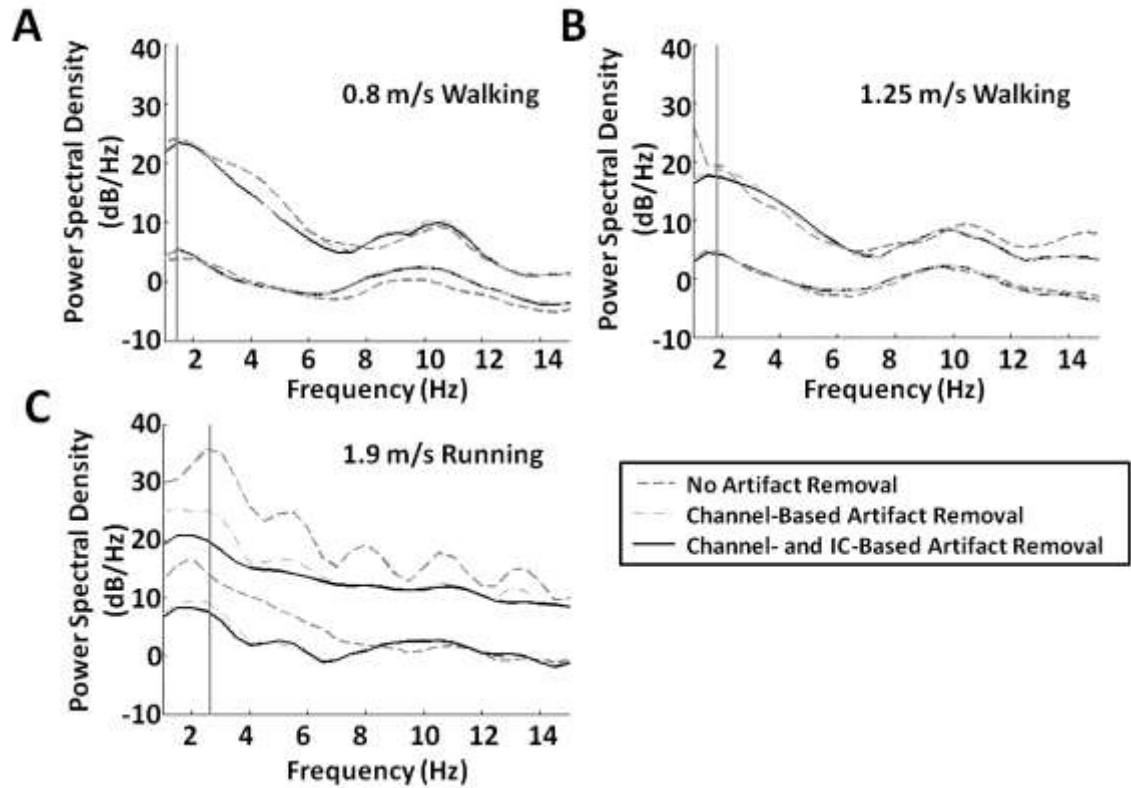 A
Power Spectral Density
(dB/Hz)
40
30
20
10
0
-10
0.8 m/s Walking
2 4 6 8 10 12 14
Frequency (Hz)
B
Power Spectral Density
(dB/Hz)
40
30
20
10
0
-10
1.25 m/s Walking
2 4 6 8 10 12 14
Frequency (Hz)
C
Power Spectral Density
(dB/Hz)
40
30
20
10
0
-10
1.9 m/s Running
2 4 6 8 10 12 14
Frequency (Hz)
No Artifact Removal
Channel-Based Artifact Removal
Channel- and IC-Based Artifact Removal